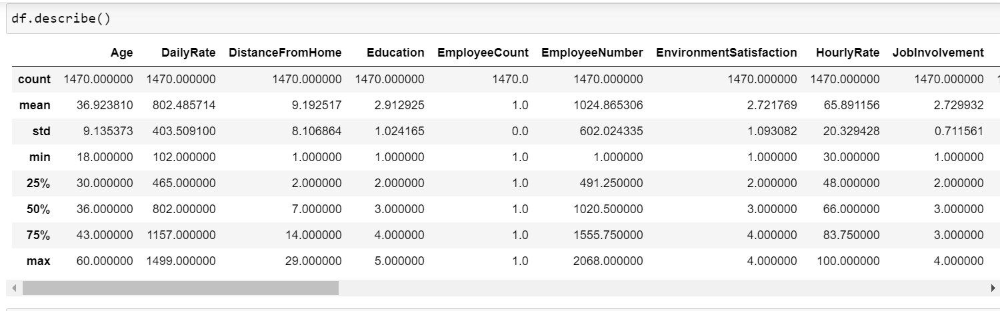 df.describe()
Age DailyRate DistanceFromHome Education EmployeeCount EmployeeNumber EnvironmentSatisfaction HourlyRate JobInvolvement
count 1470.000000 1470.000000 1470.000000 1470.000000 1470.0 1470.000000 1470.000000 1470.000000 1470.000000
mean 36.923810 802.485714 9.192517 2.912925 1.0 1024.865306 2.721769 65.891156 2.729932
std 9.135373 403.509100 8.106864 1.024165 0.0 602.024335 1.093082 20.329428 0.711561
min 18.000000 102.000000 1.000000 1.000000 1.0 1.000000 1.000000 30.000000 1.000000
25% 30.000000 465.000000 2.000000 2.000000 1.0 491.250000 2.000000 48.000000 2.000000
50% 36.000000 802.000000 7.000000 3.000000 1.0 1020.500000 3.000000 66.000000 3.000000
75% 43.000000 1157.000000 14.000000 4.000000 1.0 1555.750000 4.000000 83.750000 3.000000
max 60.000000 1499.000000 29.000000 5.000000 1.0 2068.000000 4.000000 100.000000 4.000000